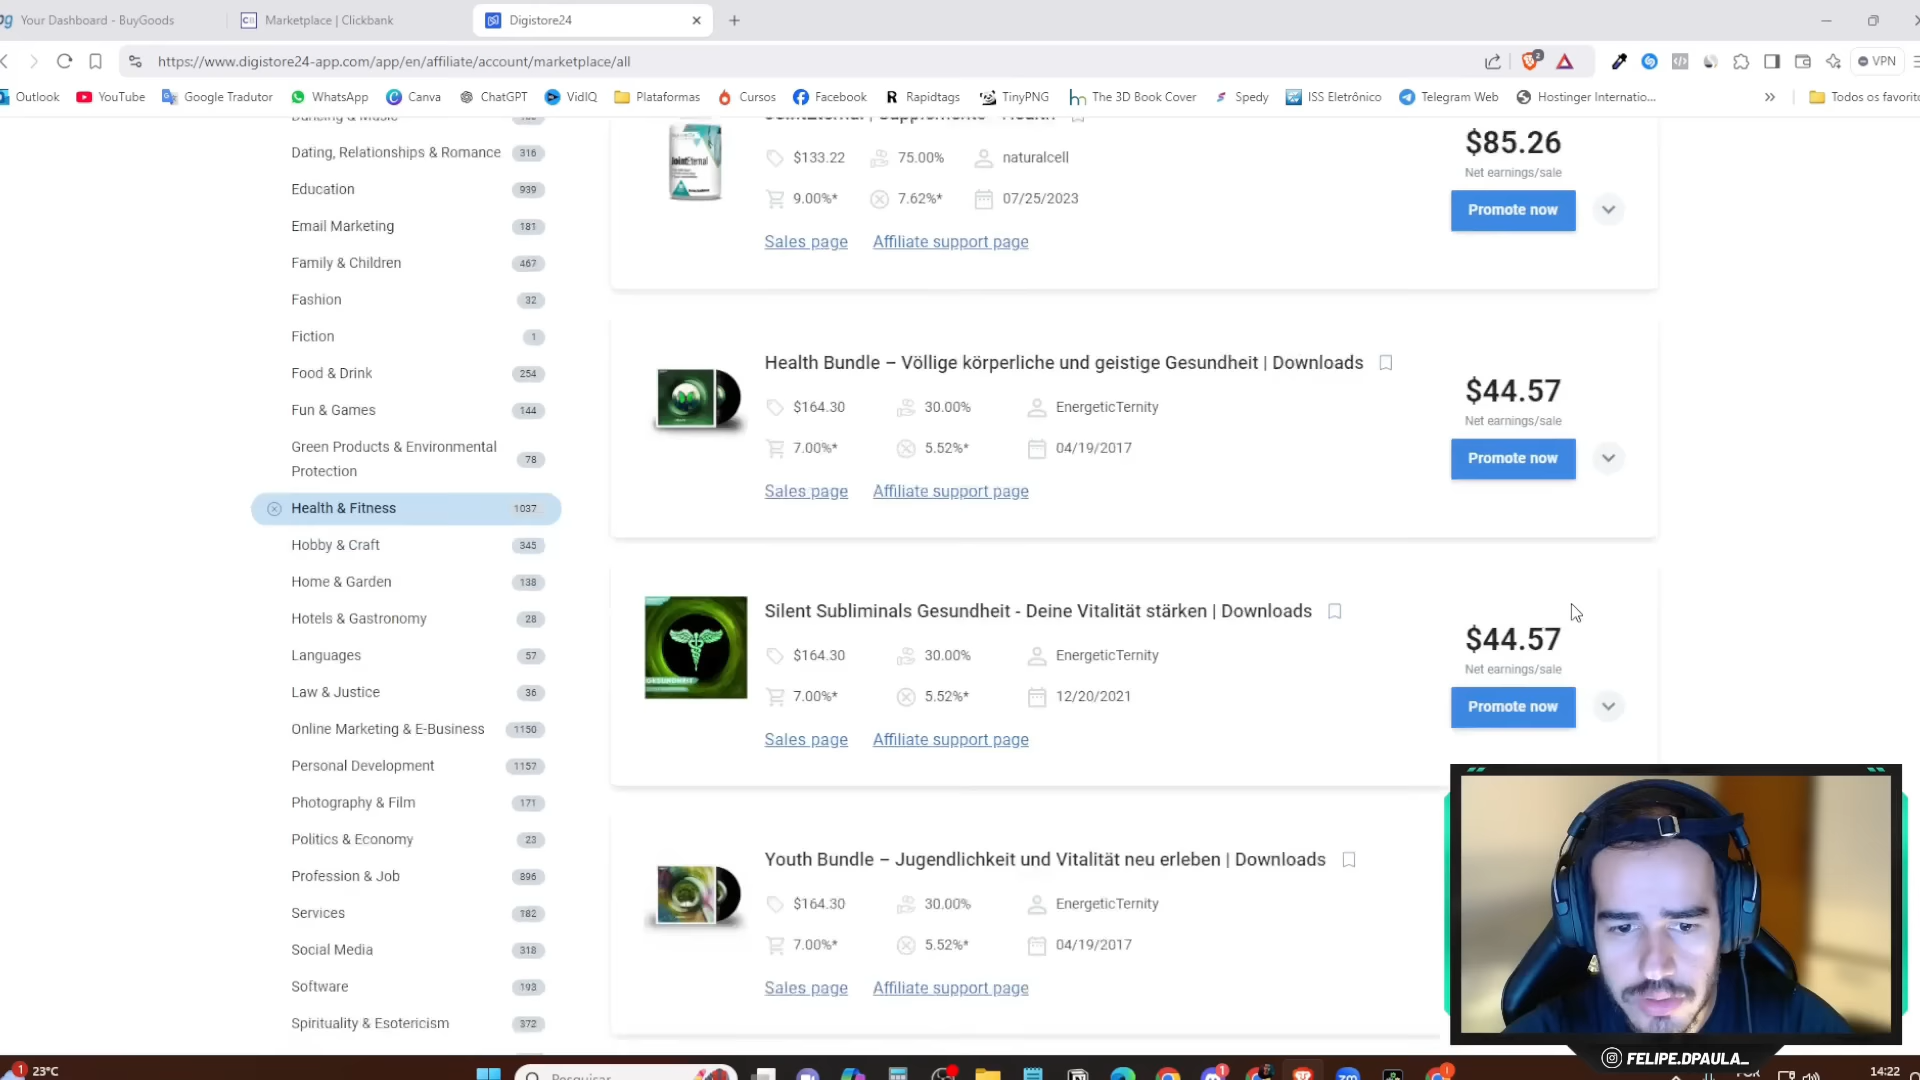 Your Dashboard - BuyGoods
Marketplace | Clickbank
Digistore24
https://www.digistore24-app.com/app/en/affiliate/account/marketplace/all
2
VPN
Outlook
YouTube
Google Tradutor
WhatsApp
Canva
ChatGPT
VidIQ
Plataformas
Cursos
Facebook
Rapidtags
TinyPNG
The 3D Book Cover
Spedy
ISS Eletrônico
Telegram Web
Hostinger Internatio...
Todos os favorit
Dating, Relationships & Romance 316
Education 939
Email Marketing 181
Family & Children 467
Fashion 32
Fiction 1
Food & Drink 254
Fun & Games 144
Green Products & Environmental
Protection 78
Health & Fitness 1037
Hobby & Craft 345
Home & Garden 138
Hotels & Gastronomy 28
Languages 57
Law & Justice 36
Online Marketing & E-Business 1150
Personal Development 1157
Photography & Film 171
Politics & Economy 23
Profession & Job 896
Services 182
Social Media 318
Software 193
Spirituality & Esotericism 372
JointEternal | Supplements - Health
JointEternal
$133.22 75.00% naturalcell
9.00%* 7.62%* 07/25/2023
Sales page Affiliate support page
$85.26
Net earnings/sale
Promote now
Health Bundle – Völlige körperliche und geistige Gesundheit | Downloads
$164.30 30.00% EnergeticTernity
7.00%* 5.52%* 04/19/2017
Sales page Affiliate support page
$44.57
Net earnings/sale
Promote now
Silent Subliminals Gesundheit - Deine Vitalität stärken | Downloads
GESUNDHEIT
$164.30 30.00% EnergeticTernity
7.00%* 5.52%* 12/20/2021
Sales page Affiliate support page
$44.57
Net earnings/sale
Promote now
Youth Bundle – Jugendlichkeit und Vitalität neu erleben | Downloads
$164.30 30.00% EnergeticTernity
7.00%* 5.52%* 04/19/2017
Sales page Affiliate support page
FELIPE.DPAULA_
1
23°C
Pesquisar
14:22